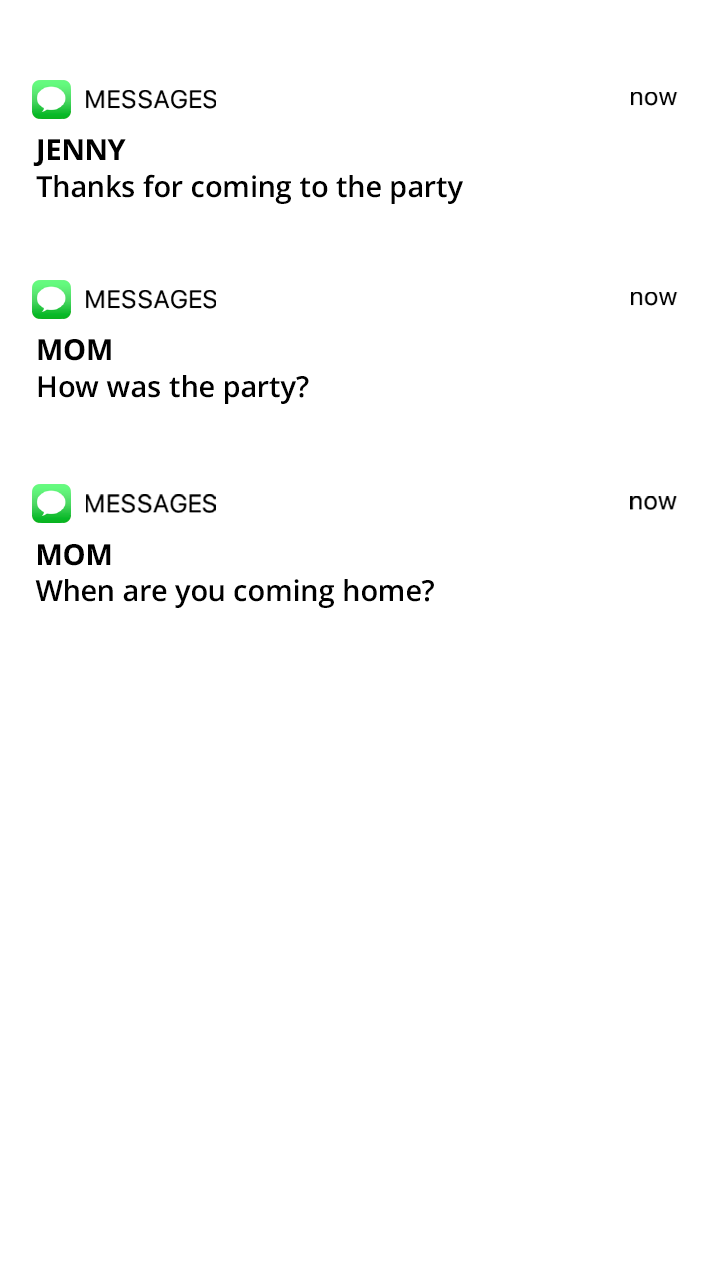 MESSAGES now
JENNY
Thanks for coming to the party
MESSAGES now
MOM
How was the party?
MESSAGES now
MOM
When are you coming home?